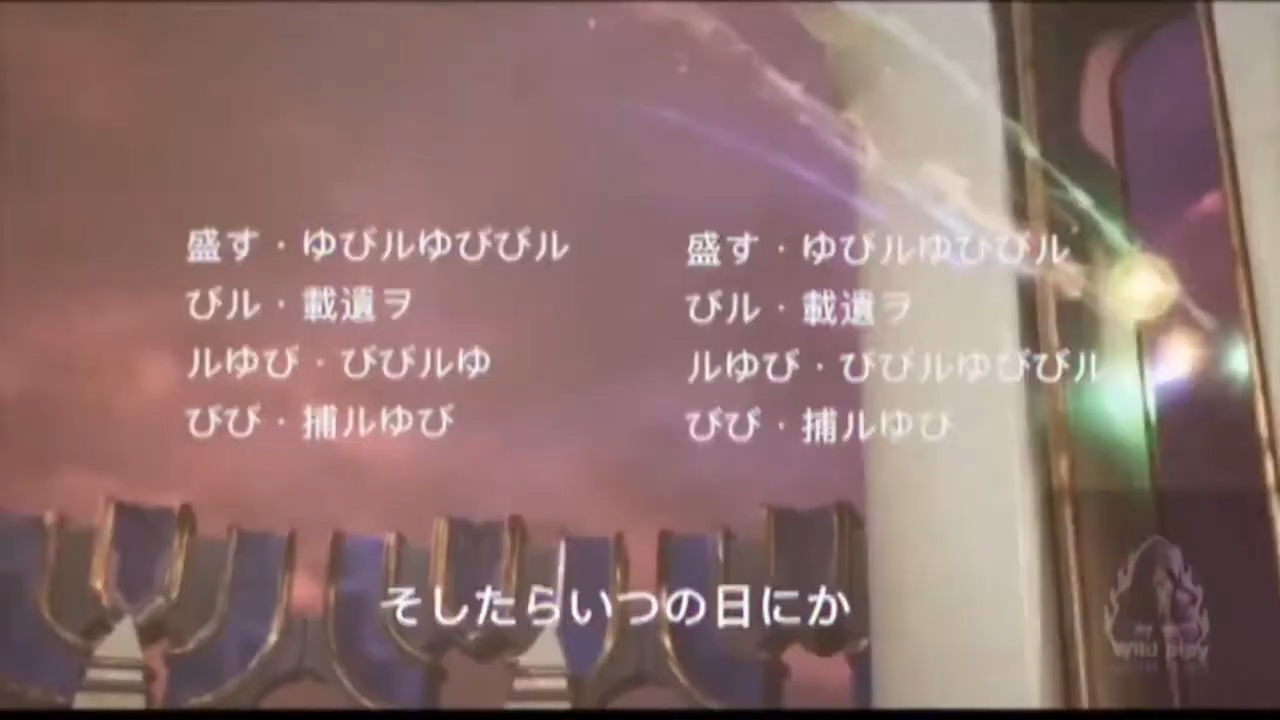 盛す・ゆびルゆびびル
びル・載遺ヲ
ルゆび・びびルゆ
びび・捕ルゆび
盛す・ゆびルゆびびル
びル・載遺ヲ
ルゆび・びびルゆびびル
びび・捕ルゆび
そしたらいつの日にか
wild play